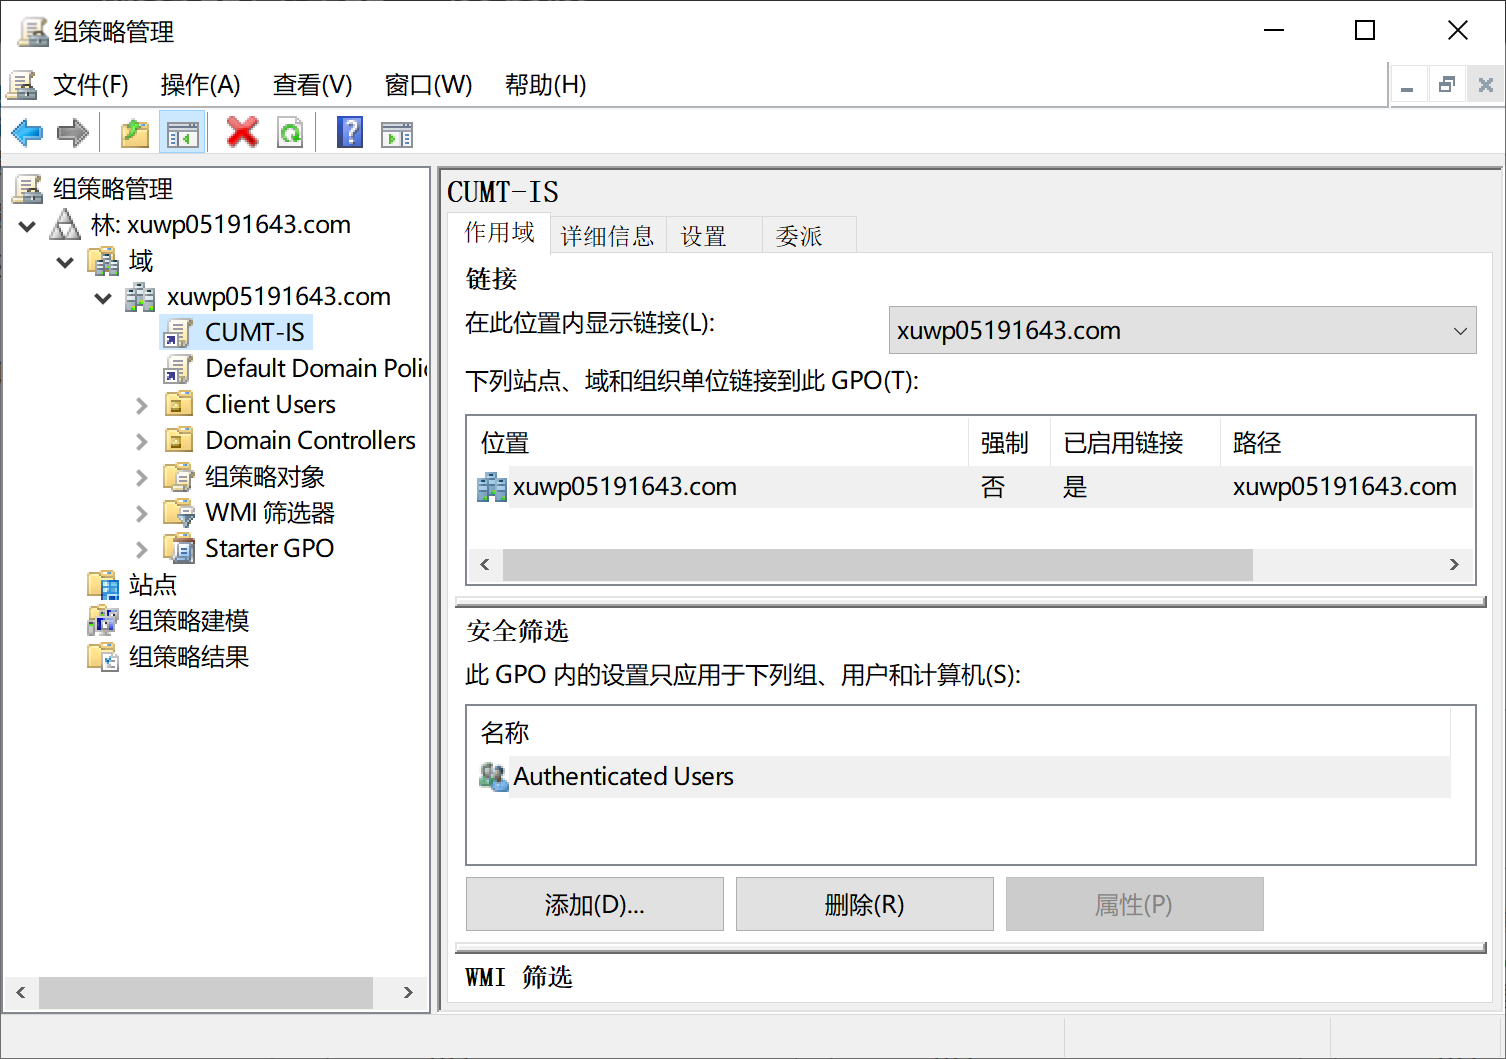 组策略管理
文件(F) 操作(A) 查看(V) 窗口(W) 帮助(H)
组策略管理
林: xuwp05191643.com
域
xuwp05191643.com
CUMT-IS
Default Domain Polic
Client Users
Domain Controllers
组策略对象
WMI 筛选器
Starter GPO
站点
组策略建模
组策略结果
CUMT-IS
作用域 详细信息 设置 委派
链接
在此位置内显示链接(L):
xuwp05191643.com
下列站点、域和组织单位链接到此 GPO(T):
位置 强制 已启用链接 路径
xuwp05191643.com 否 是 xuwp05191643.com
安全筛选
此 GPO 内的设置只应用于下列组、用户和计算机(S):
名称
Authenticated Users
添加(D)... 删除(R) 属性(P)
WMI 筛选